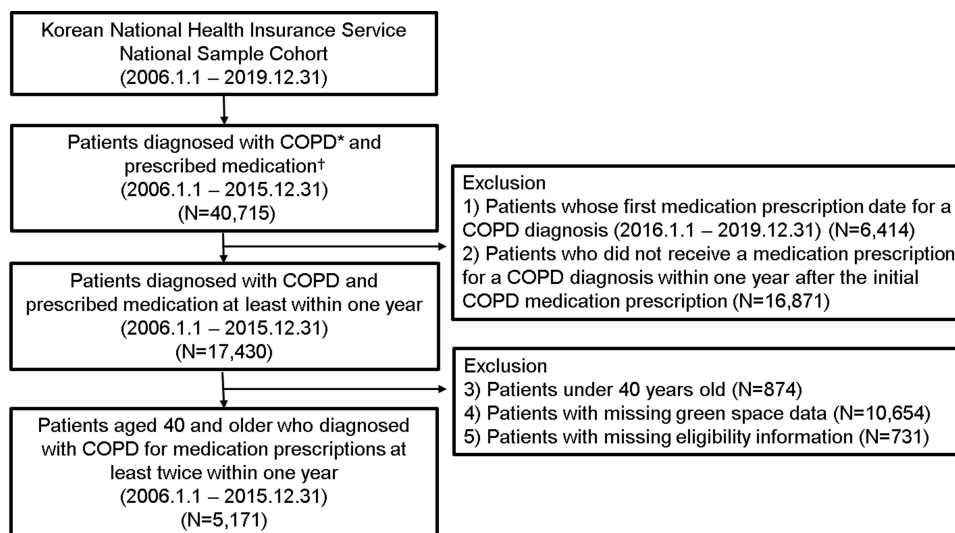 Korean National Health Insurance Service
National Sample Cohort
(2006.1.1 – 2019.12.31)
Patients diagnosed with COPD* and
prescribed medication†
(2006.1.1 – 2015.12.31)
(N=40,715)
Exclusion
1) Patients whose first medication prescription date for a
COPD diagnosis (2016.1.1 – 2019.12.31) (N=6,414)
2) Patients who did not receive a medication prescription
for a COPD diagnosis within one year after the initial
COPD medication prescription (N=16,871)
Patients diagnosed with COPD and
prescribed medication at least within one year
(2006.1.1 – 2015.12.31)
(N=17,430)
Exclusion
3) Patients under 40 years old (N=874)
4) Patients with missing green space data (N=10,654)
5) Patients with missing eligibility information (N=731)
Patients aged 40 and older who diagnosed
with COPD for medication prescriptions at
least twice within one year
(2006.1.1 – 2015.12.31)
(N=5,171)